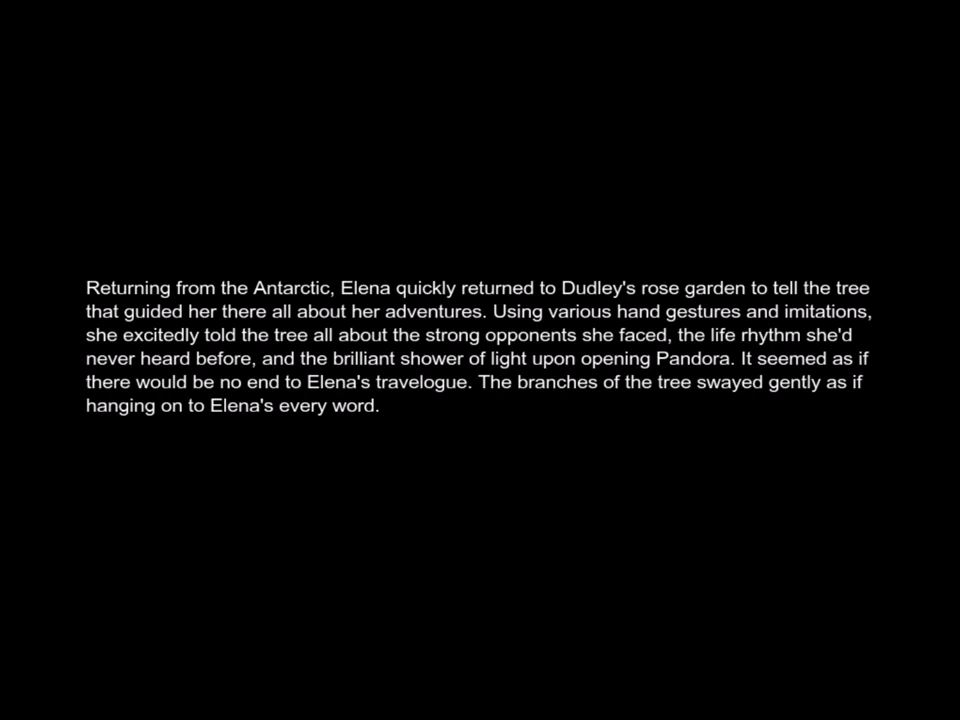 Returning from the Antarctic, Elena quickly returned to Dudley's rose garden to tell the tree
that guided her there all about her adventures. Using various hand gestures and imitations,
she excitedly told the tree all about the strong opponents she faced, the life rhythm she'd
never heard before, and the brilliant shower of light upon opening Pandora. It seemed as if
there would be no end to Elena's travelogue. The branches of the tree swayed gently as if
hanging on to Elena's every word.